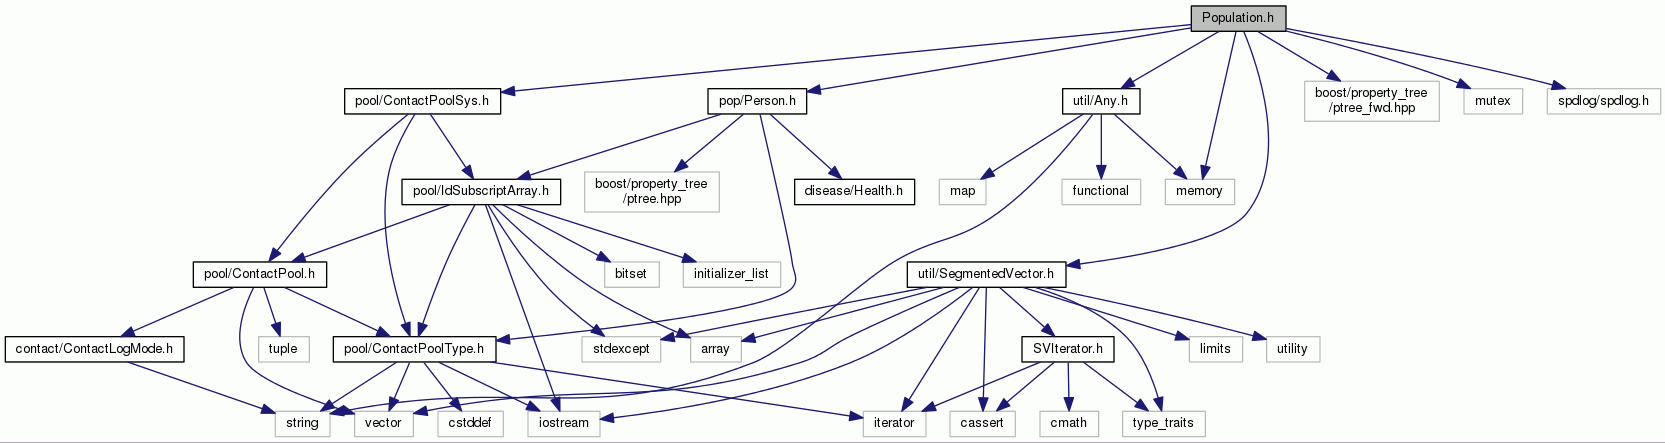 Population.h
pool/ContactPoolSys.h
pop/Person.h
util/Any.h
boost/property_tree
/ptree_fwd.hpp
mutex
spdlog/spdlog.h
pool/IdSubscriptArray.h
boost/property_tree
/ptree.hpp
disease/Health.h
map
functional
memory
pool/ContactPool.h
bitset
initializer_list
util/SegmentedVector.h
contact/ContactLogMode.h
tuple
pool/ContactPoolType.h
stdexcept
array
SVIterator.h
limits
utility
string
vector
cstddef
iostream
iterator
cassert
cmath
type_traits